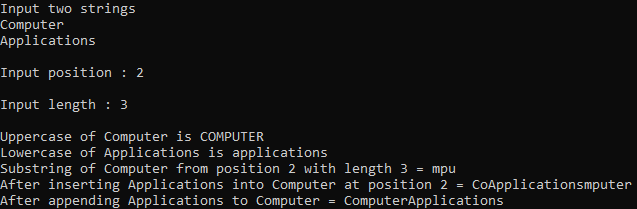 Input two strings
Computer
Applications
Input position : 2
Input length : 3
Uppercase of Computer is COMPUTER
Lowercase of Applications is applications
Substring of Computer from position 2 with length 3 = mpu
After inserting Applications into Computer at position 2 = CoApplicationsmputer
After appending Applications to Computer = ComputerApplications